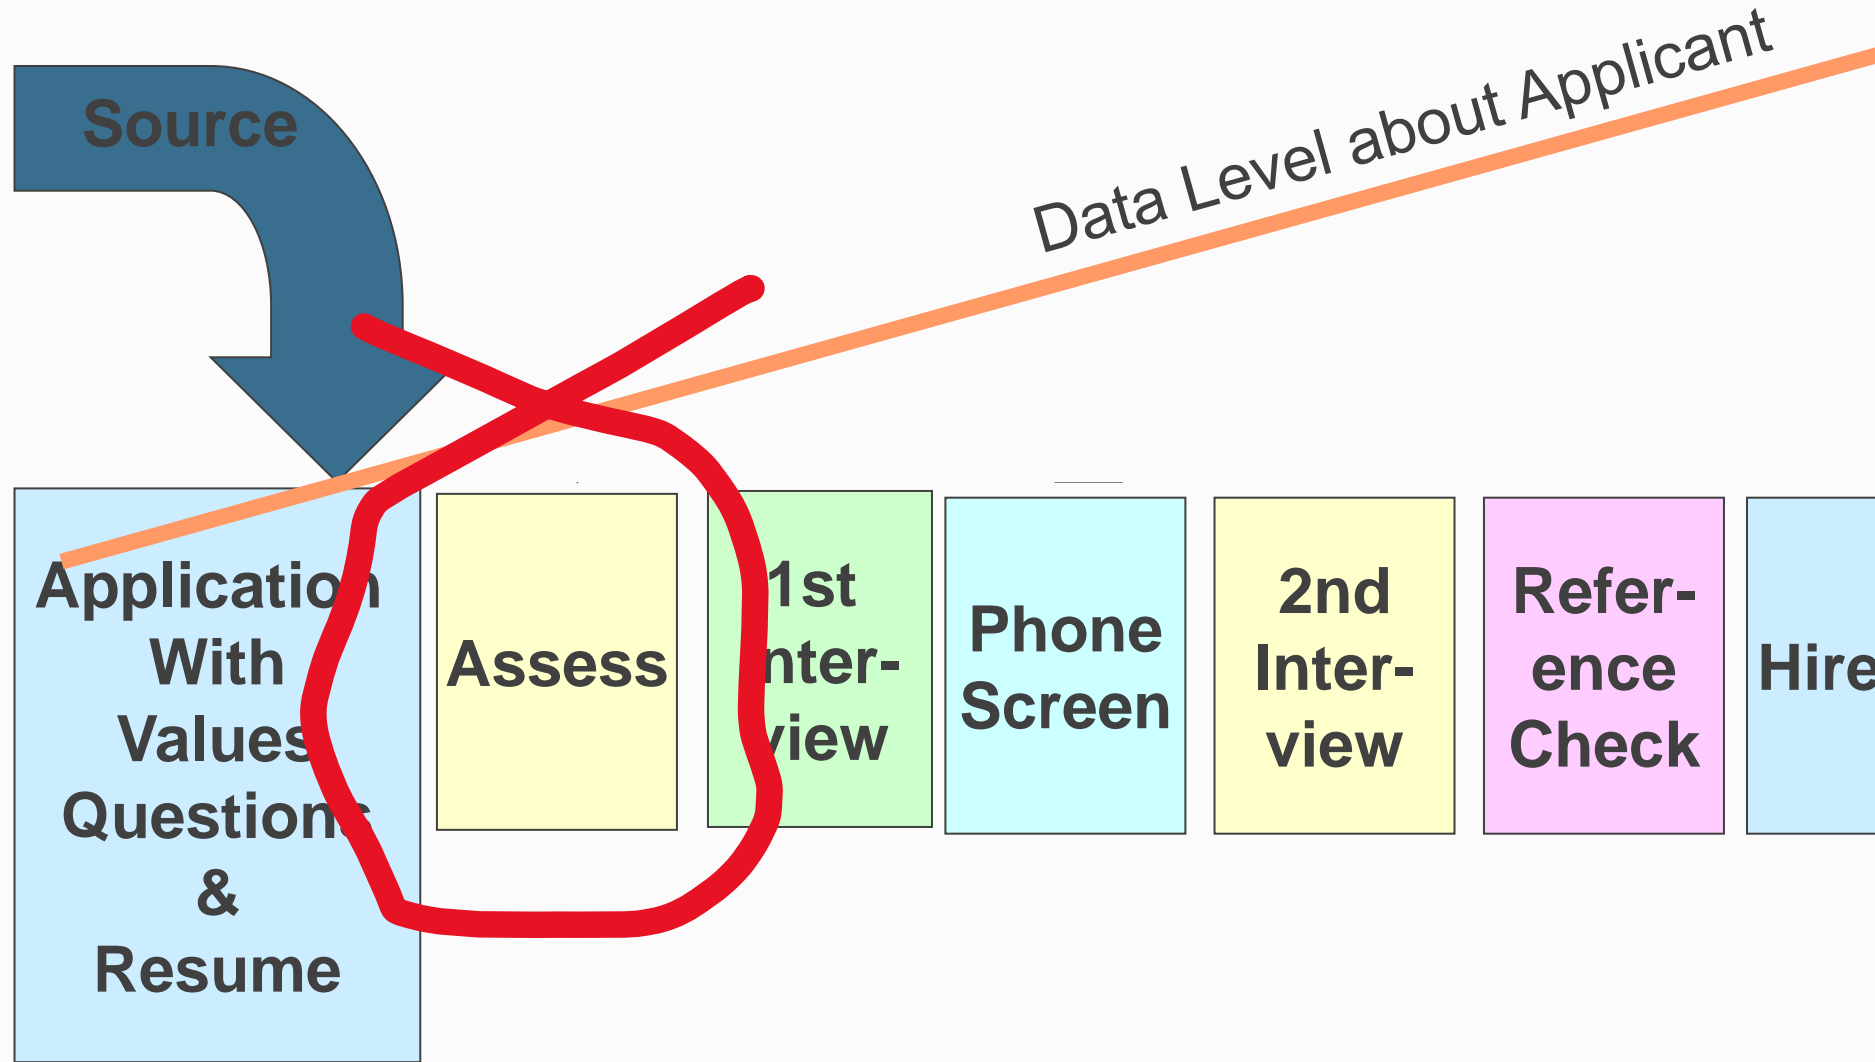 Source
Data Level about Applicant
Application
With
Values
Questions
&
Resume
Assess
1st
Inter-
view
Phone
Screen
2nd
Inter-
view
Refer-
ence
Check
Hire